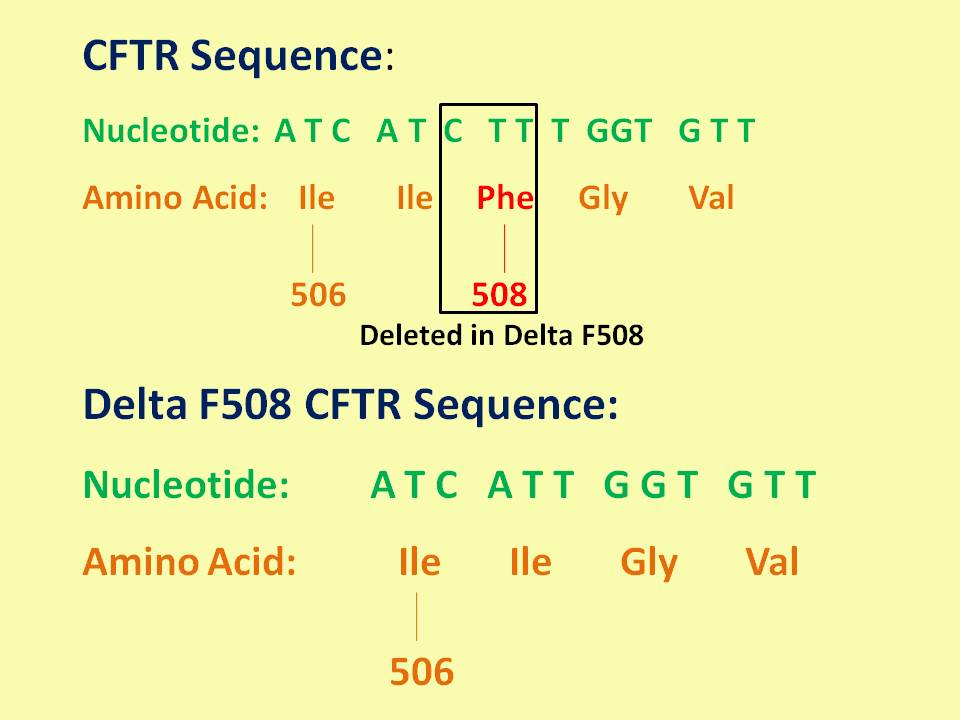 CFTR Sequence:
Nucleotide: A T C A T C T T T GGT G T T
Amino Acid: Ile Ile Phe Gly Val
506 508
Deleted in Delta F508
Delta F508 CFTR Sequence:
Nucleotide: A T C A T T G G T G T T
Amino Acid: Ile Ile Gly Val
506